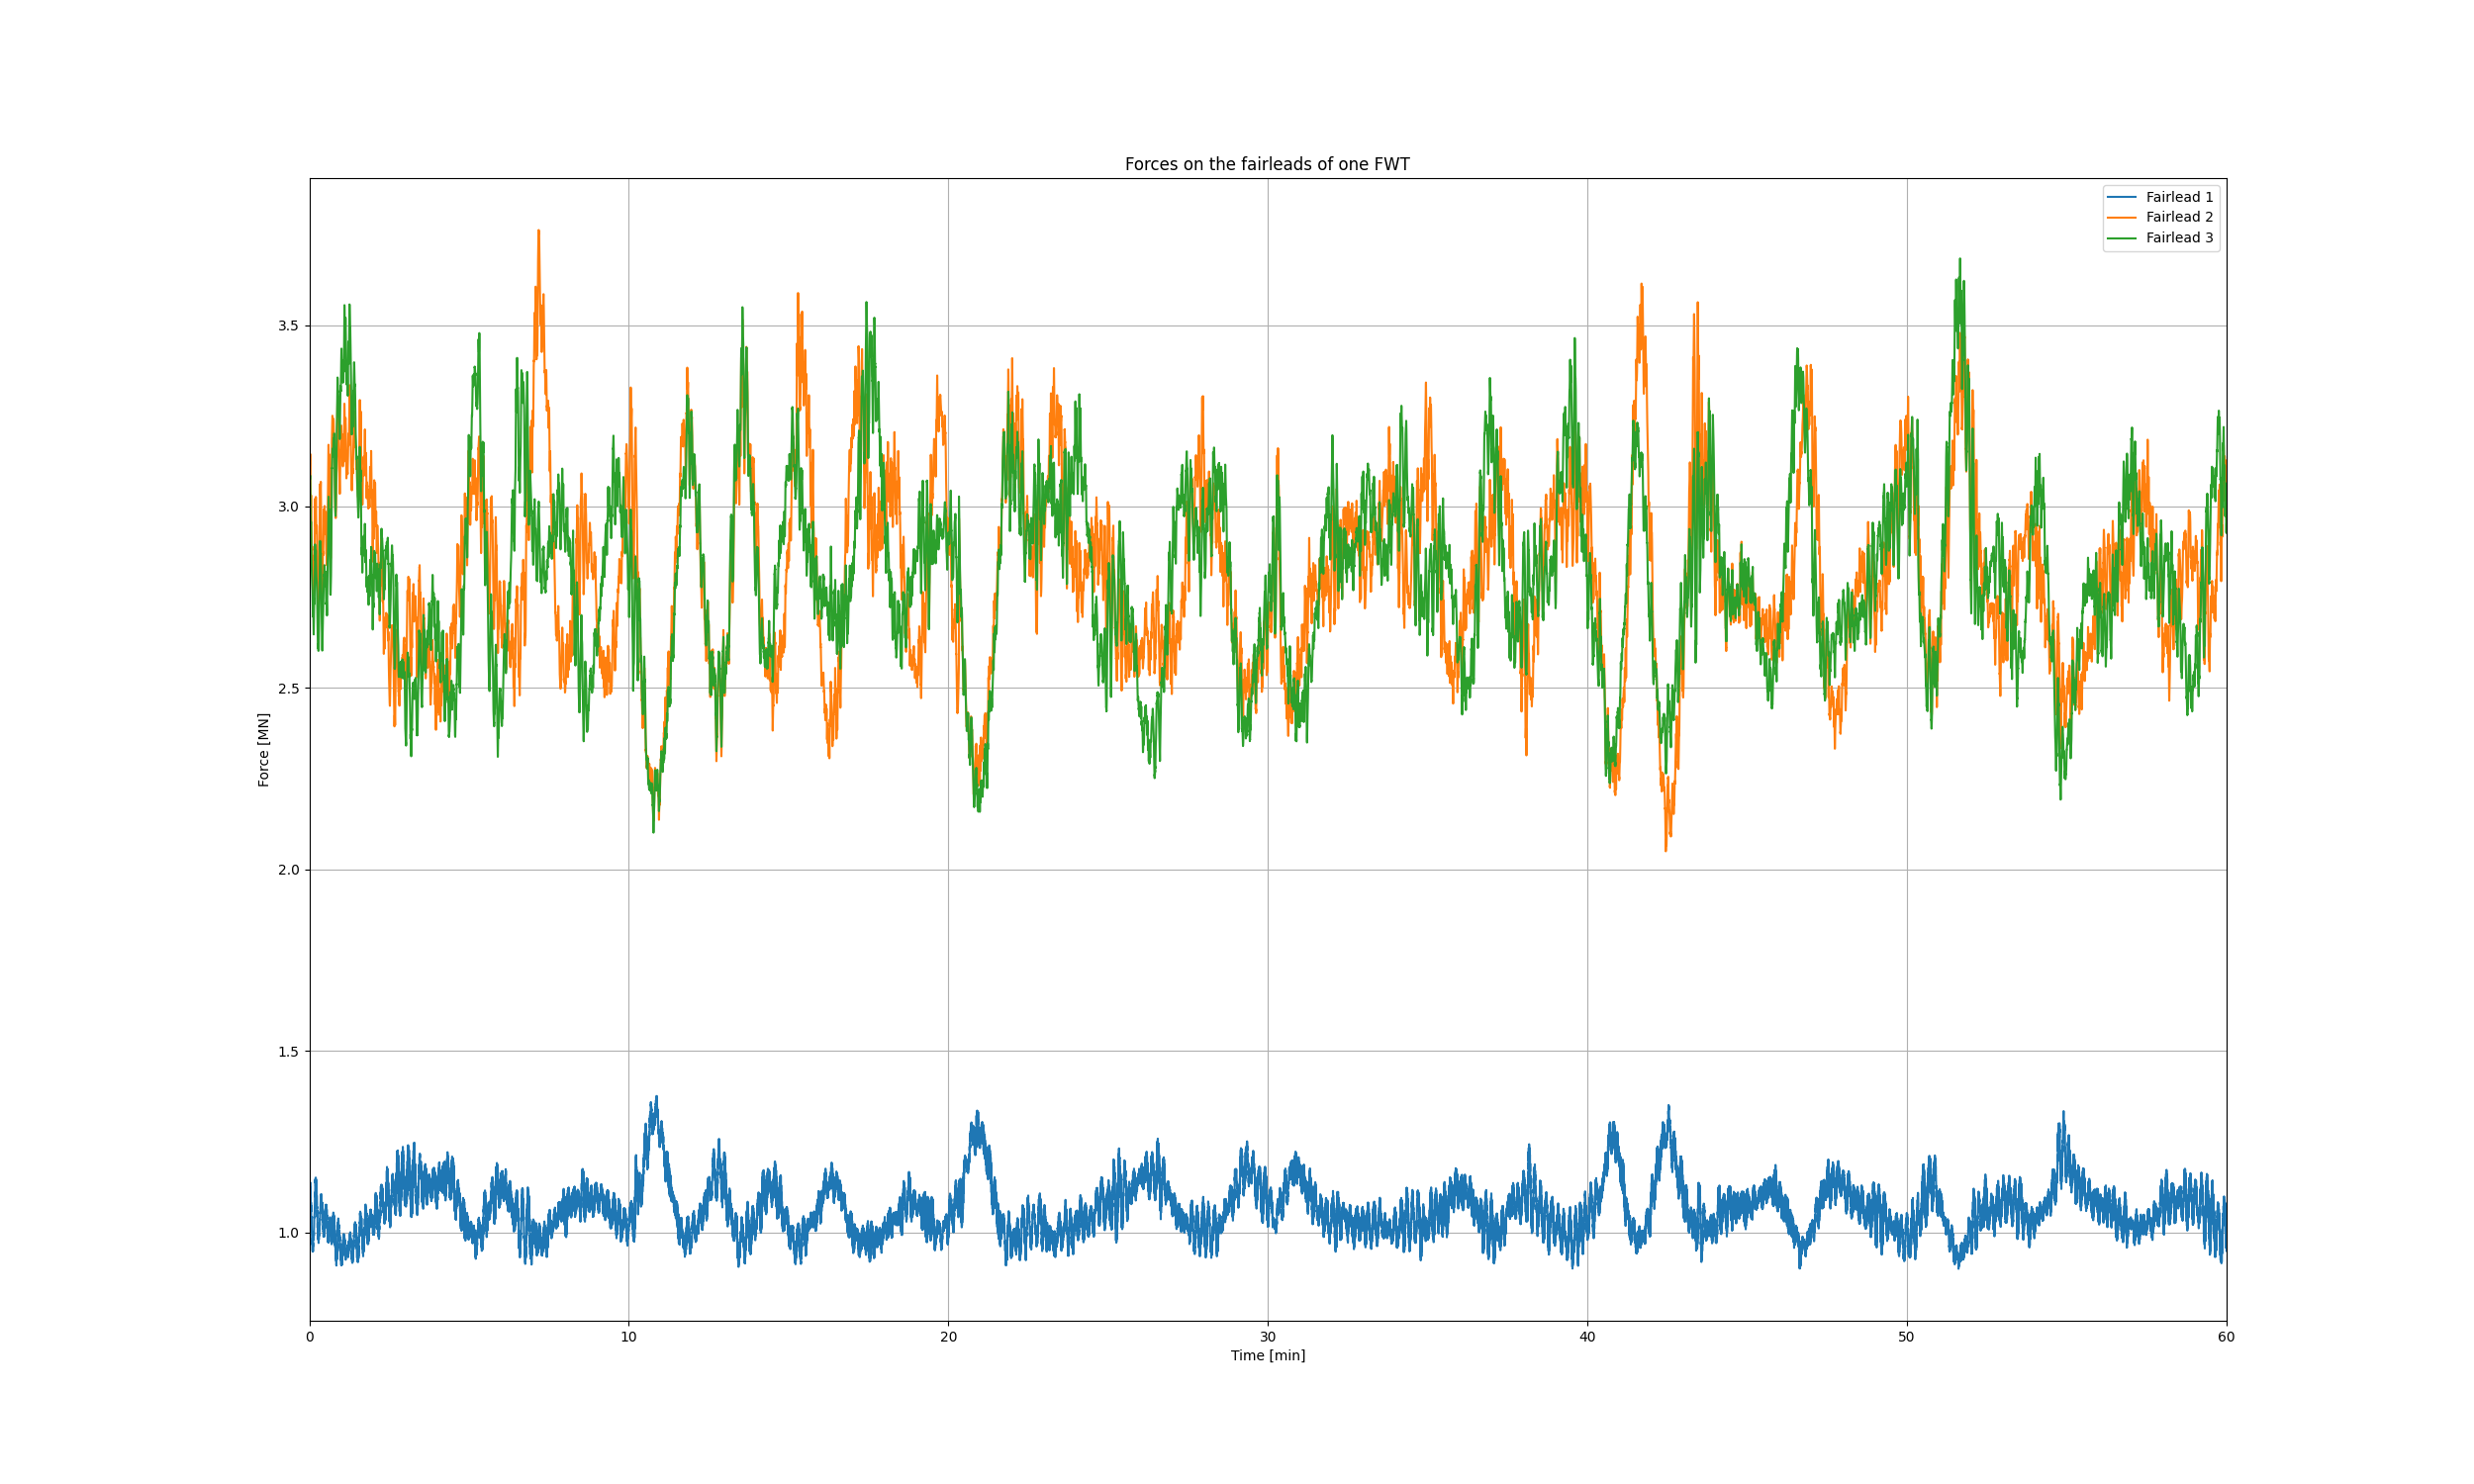 Forces on the fairleads of one FWT
Fairlead 1
Fairlead 2
Fairlead 3
Force [MN]
3.5
3.0
2.5
2.0
1.5
1.0
0 10 20 30 40 50 60
Time [min]